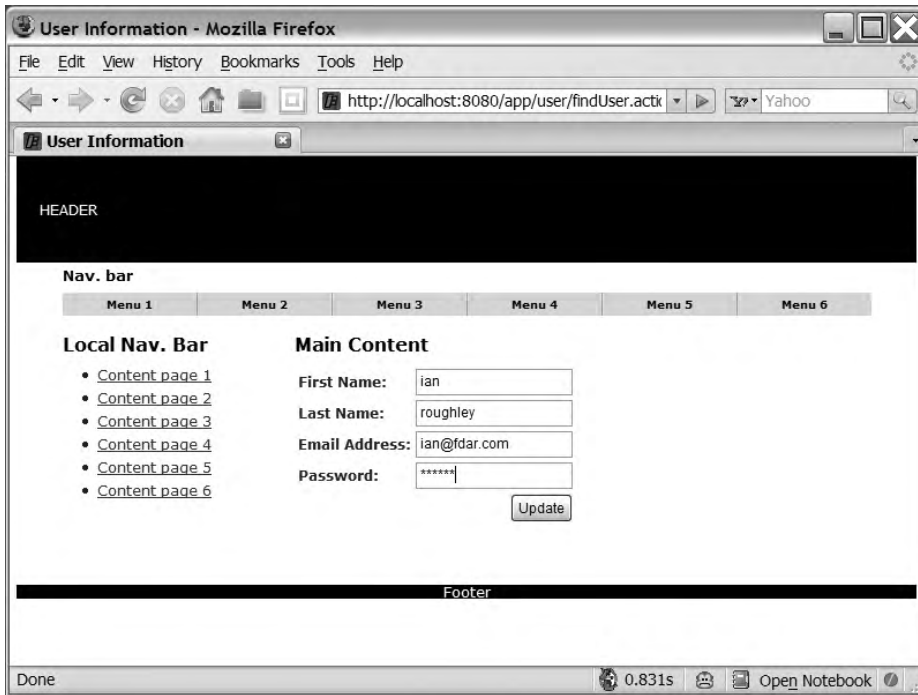 User Information - Mozilla Firefox
File Edit View History Bookmarks Tools Help
http://localhost:8080/app/user/findUser.actic
Yahoo
User Information
HEADER
Nav. bar
Menu 1 Menu 2 Menu 3 Menu 4 Menu 5 Menu 6
Local Nav. Bar
Content page 1
Content page 2
Content page 3
Content page 4
Content page 5
Content page 6
Main Content
First Name: ian
Last Name: roughley
Email Address: ian@fdar.com
Password: ******
Update
Footer
Done 0.831s Open Notebook